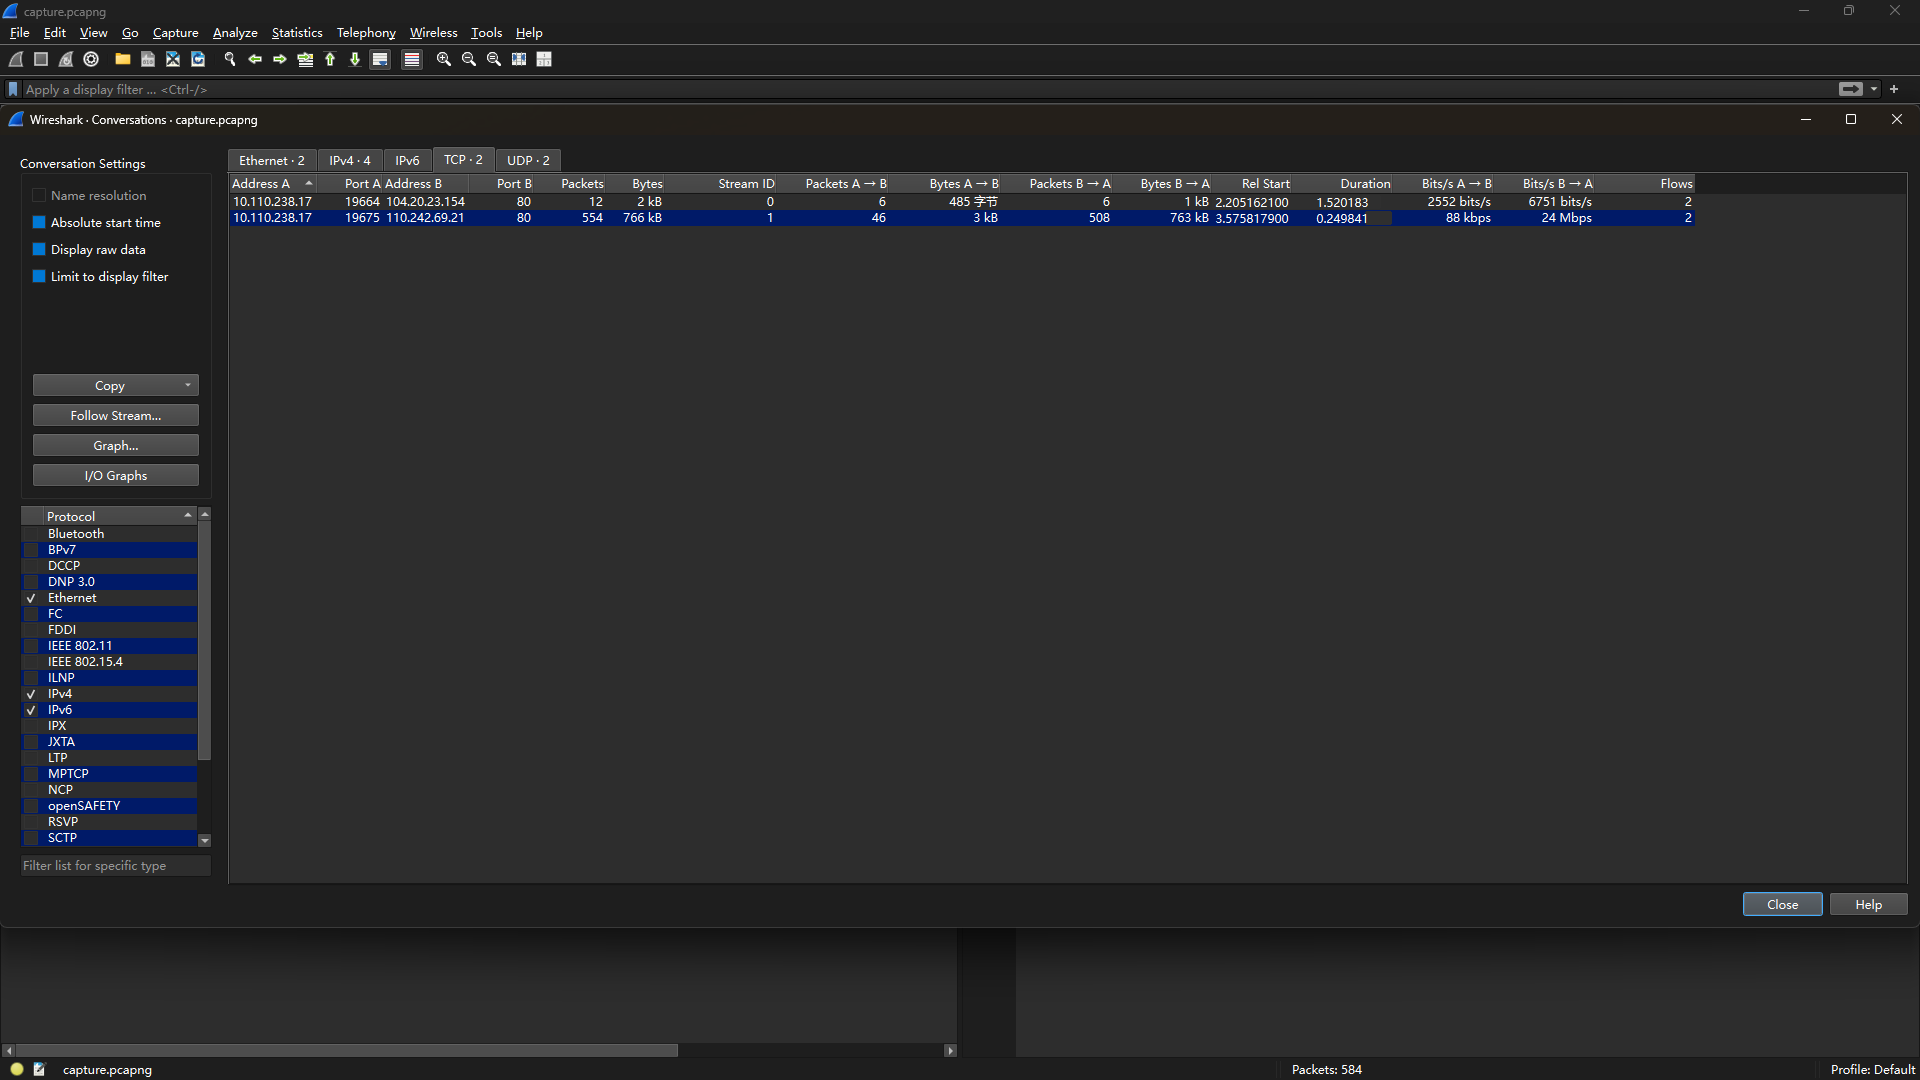 capture.pcapng
File Edit View Go Capture Analyze Statistics Telephony Wireless Tools Help
Apply a display filter ... <Ctrl-/>
Wireshark · Conversations · capture.pcapng
Conversation Settings
Name resolution
Absolute start time
Display raw data
Limit to display filter
Copy
Follow Stream...
Graph...
I/O Graphs
Protocol
Bluetooth
BPv7
DCCP
DNP 3.0
Ethernet
FC
FDDI
IEEE 802.11
IEEE 802.15.4
ILNP
IPv4
IPv6
IPX
JXTA
LTP
MPTCP
NCP
openSAFETY
RSVP
SCTP
Filter list for specific type
Ethernet · 2 IPv4 · 4 IPv6 TCP · 2 UDP · 2
Address A Port A Address B Port B Packets Bytes Stream ID Packets A → B Bytes A → B Packets B → A Bytes B → A Rel Start Duration Bits/s A → B Bits/s B → A Flows
10.110.238.17 19664 104.20.23.154 80 12 2 kB 0 6 485 字节 6 1 kB 2.205162100 1.520183 2552 bits/s 6751 bits/s 2
10.110.238.17 19675 110.242.69.21 80 554 766 kB 1 46 3 kB 508 763 kB 3.575817900 0.249841 88 kbps 24 Mbps 2
Close Help
capture.pcapng Packets: 584 Profile: Default